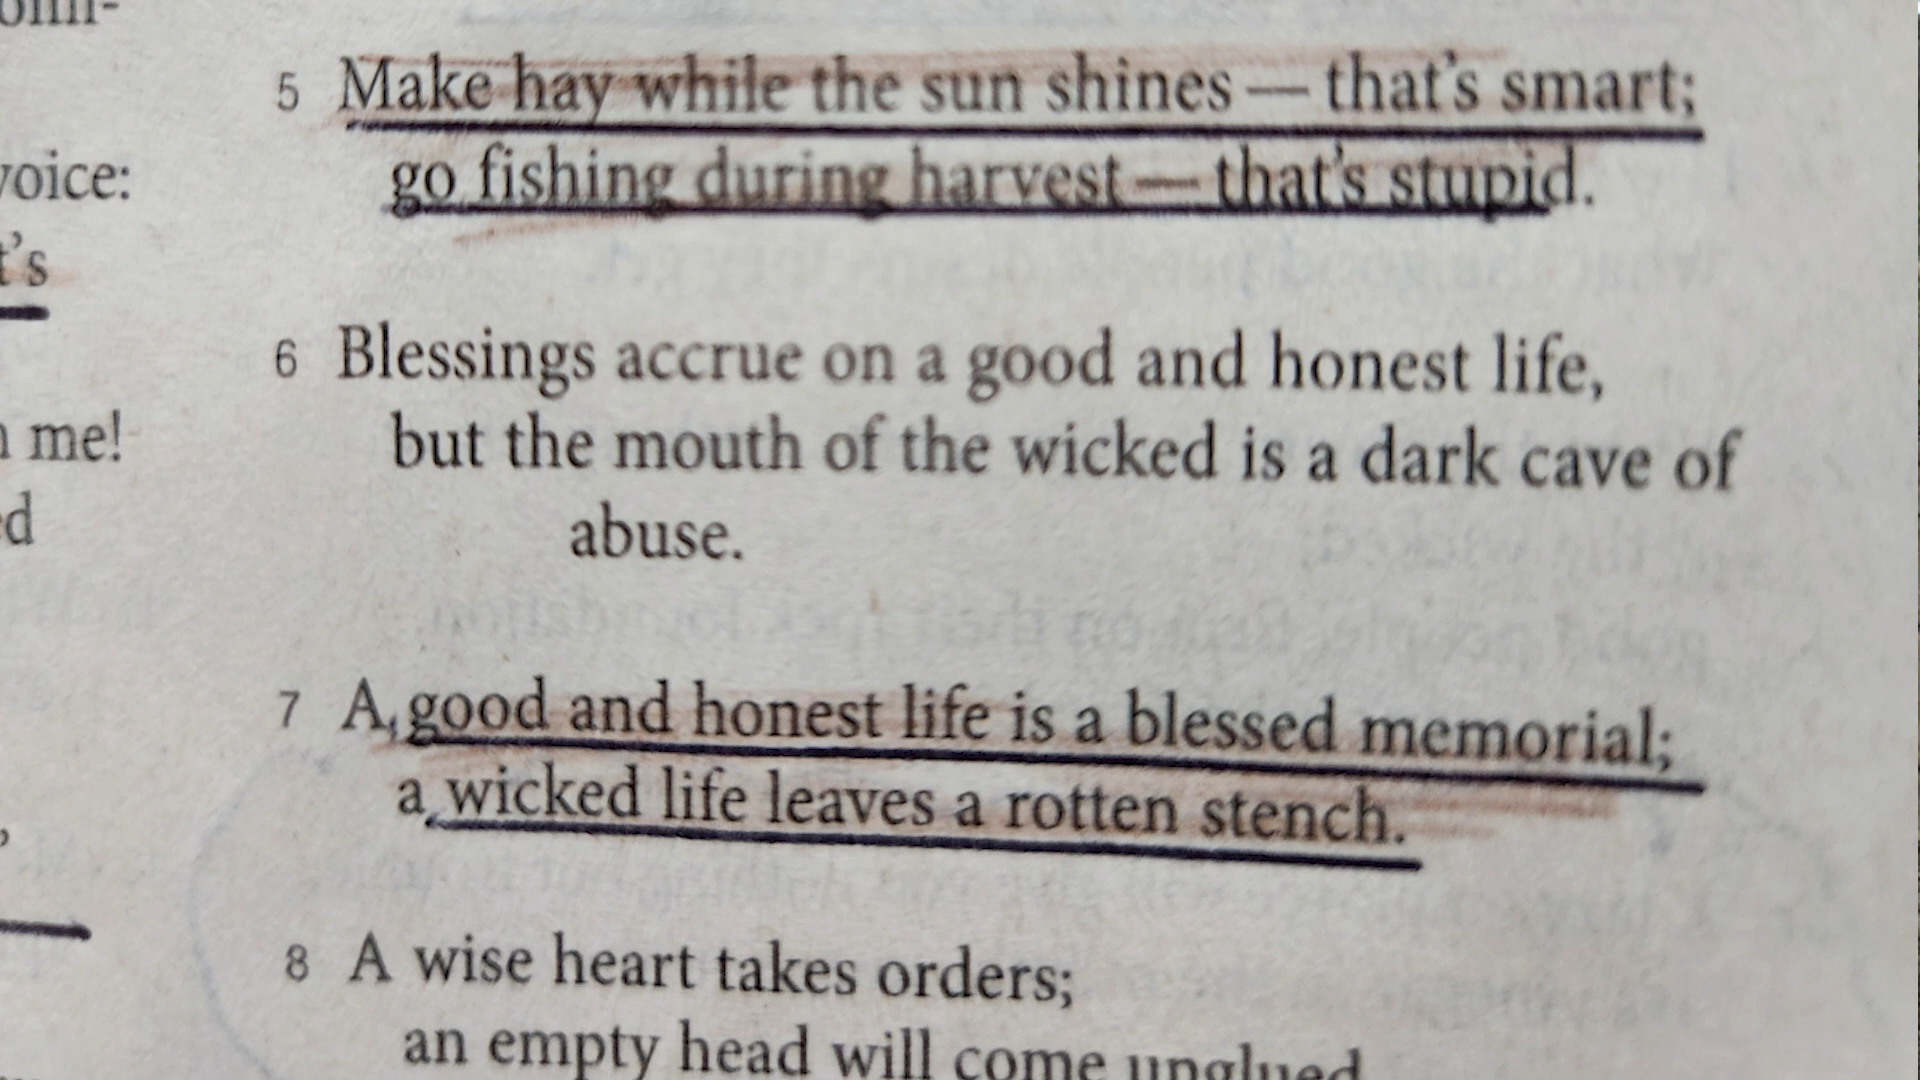 voice:
t's
me!
5 Make hay while the sun shines — that's smart;
go fishing during harvest — that's stupid.
6 Blessings accrue on a good and honest life,
but the mouth of the wicked is a dark cave of
abuse.
7 A good and honest life is a blessed memorial;
a wicked life leaves a rotten stench.
8 A wise heart takes orders;
an empty head will come unglued